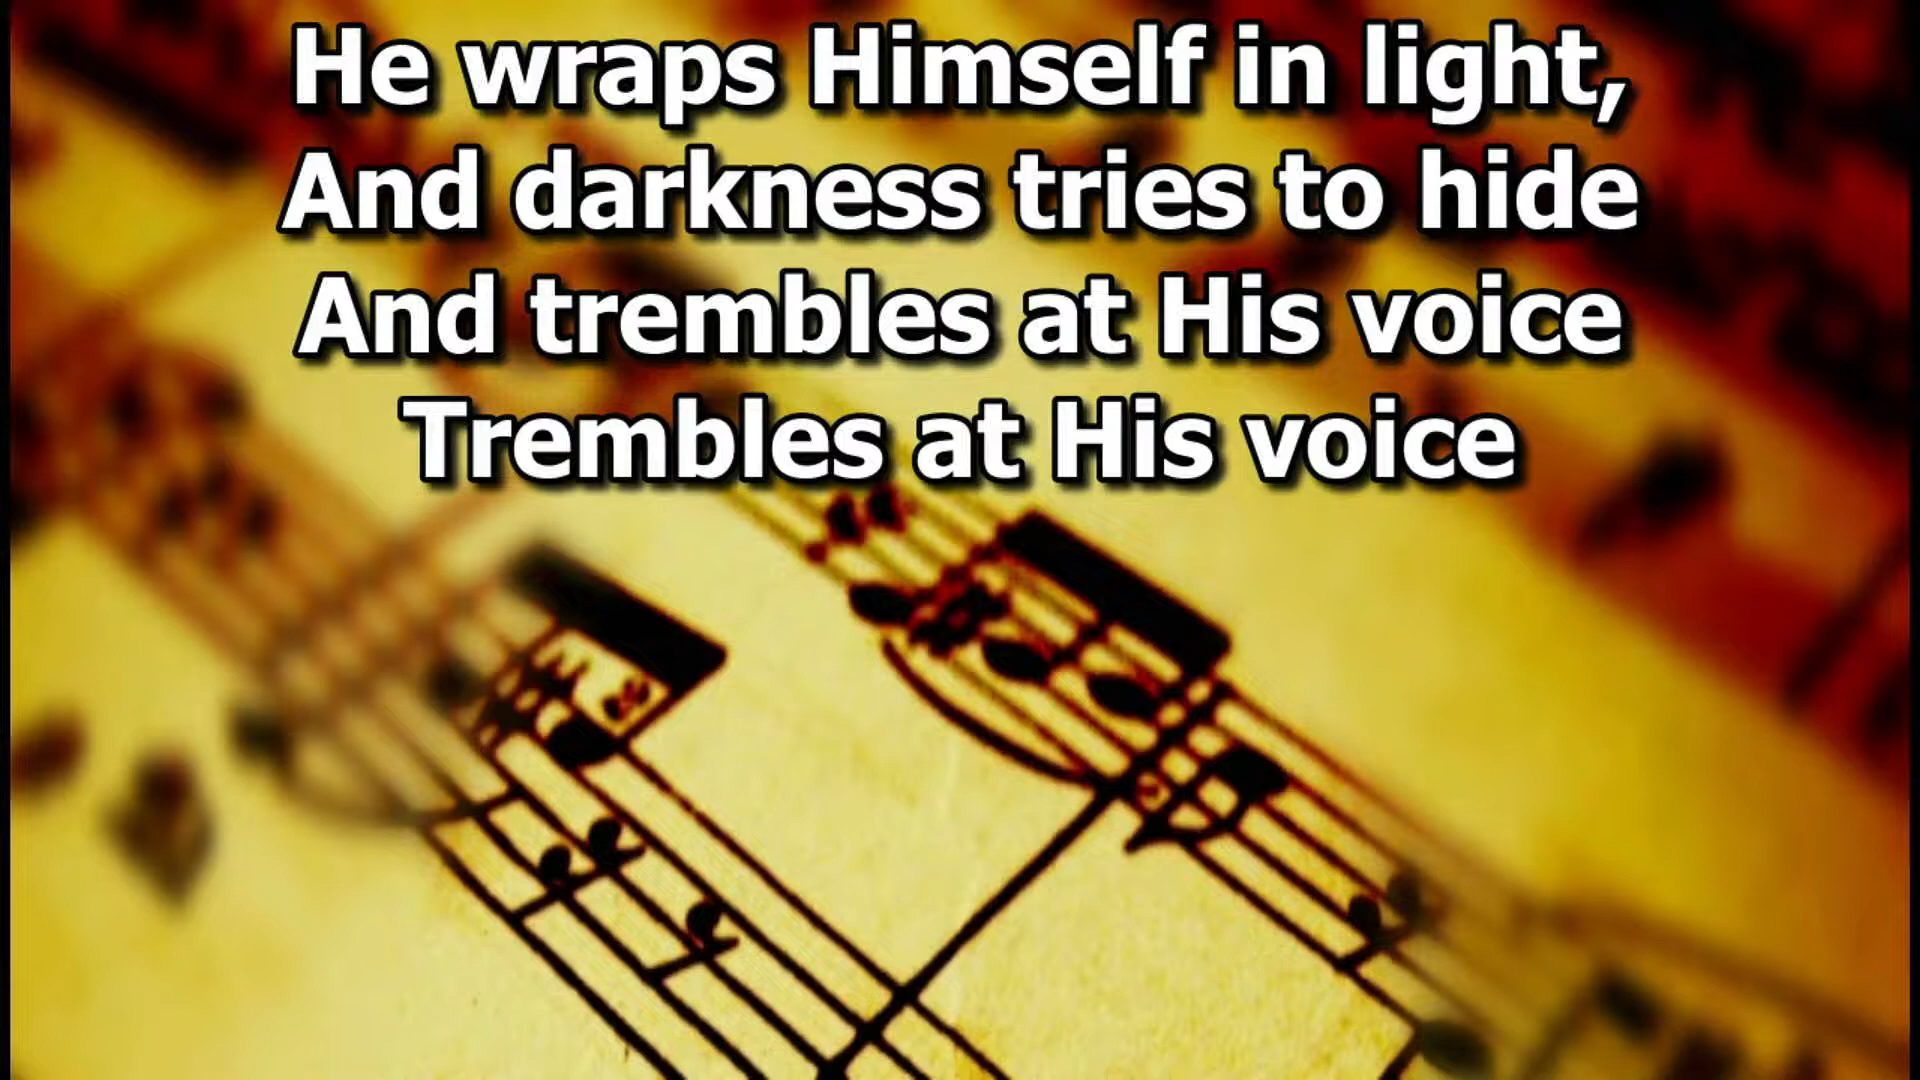 He wraps Himself in light,
And darkness tries to hide
And trembles at His voice
Trembles at His voice